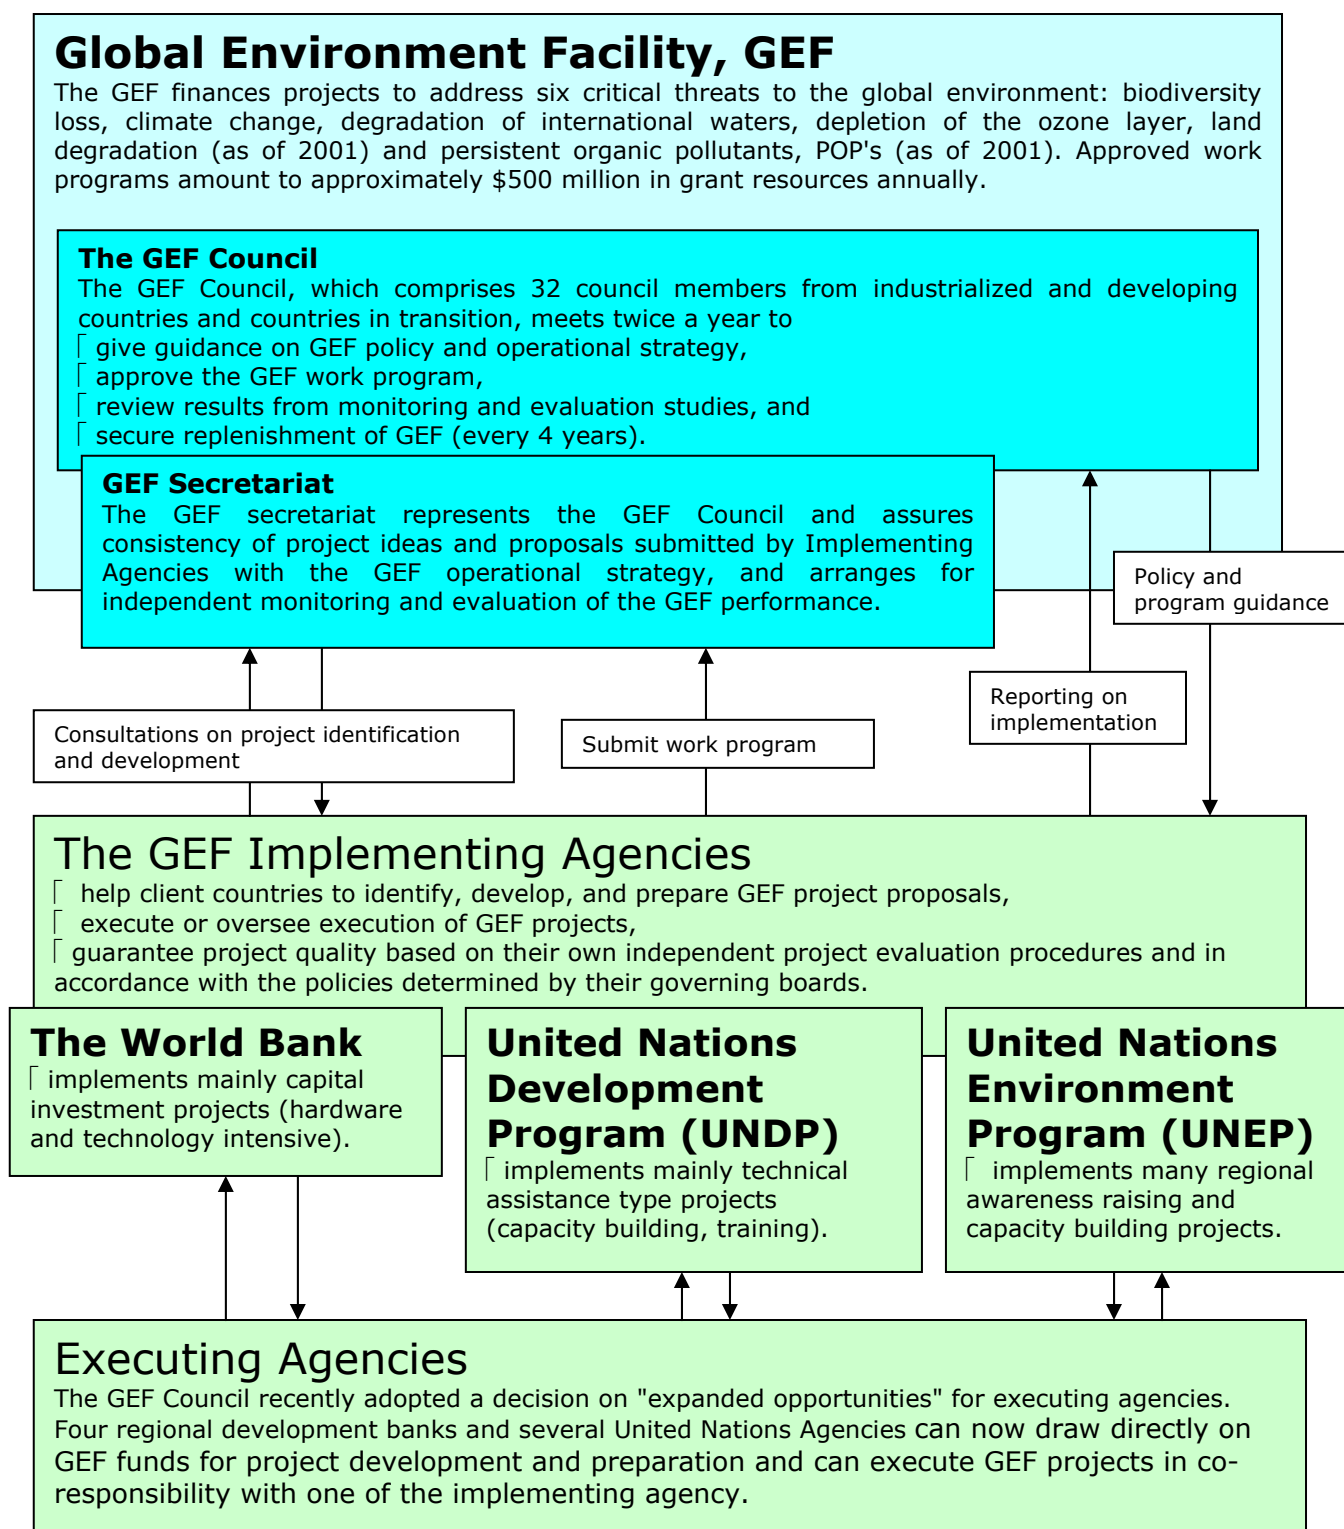 Global Environment Facility, GEF
The GEF finances projects to address six critical threats to the global environment: biodiversity
loss, climate change, degradation of international waters, depletion of the ozone layer, land
degradation (as of 2001) and persistent organic pollutants, POP's (as of 2001). Approved work
programs amount to approximately $500 million in grant resources annually.
The GEF Council
The GEF Council, which comprises 32 council members from industrialized and developing
countries and countries in transition, meets twice a year to
⎡ give guidance on GEF policy and operational strategy,
⎡ approve the GEF work program,
⎡ review results from monitoring and evaluation studies, and
⎡ secure replenishment of GEF (every 4 years).
GEF Secretariat
The GEF secretariat represents the GEF Council and assures
consistency of project ideas and proposals submitted by Implementing
Agencies with the GEF operational strategy, and arranges for
independent monitoring and evaluation of the GEF performance.
Policy and
program guidance
Reporting on
implementation
Consultations on project identification
and development
Submit work program
The GEF Implementing Agencies
⎡ help client countries to identify, develop, and prepare GEF project proposals,
⎡ execute or oversee execution of GEF projects,
⎡ guarantee project quality based on their own independent project evaluation procedures and in
accordance with the policies determined by their governing boards.
The World Bank
⎡ implements mainly capital
investment projects (hardware
and technology intensive).
United Nations
Development
Program (UNDP)
⎡ implements mainly technical
assistance type projects
(capacity building, training).
United Nations
Environment
Program (UNEP)
⎡ implements many regional
awareness raising and
capacity building projects.
Executing Agencies
The GEF Council recently adopted a decision on "expanded opportunities" for executing agencies.
Four regional development banks and several United Nations Agencies can now draw directly on
GEF funds for project development and preparation and can execute GEF projects in co-
responsibility with one of the implementing agency.